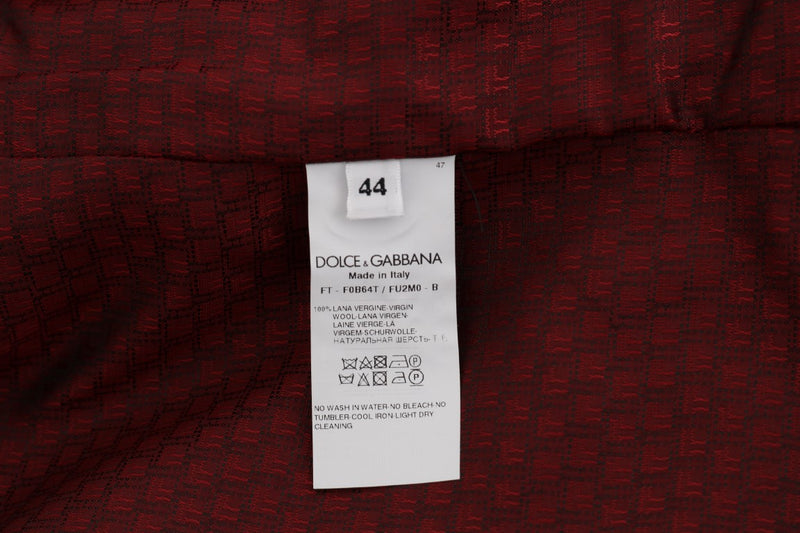 47
44
DOLCE & GABBANA
Made in Italy
FT - F0B64T / FU2M0 - B
100% LANA VERGINE-VIRGIN
WOOL-LANA VIRGEN-
LAINE VIERGE-LÃ
VIRGEM-SCHURWOLLE-
НАТУРАЛЬНАЯ ШЕРСТЬ-
P
P
NO WASH IN WATER-NO BLEACH-NO
TUMBLER-COOL IRON-LIGHT DRY
CLEANING